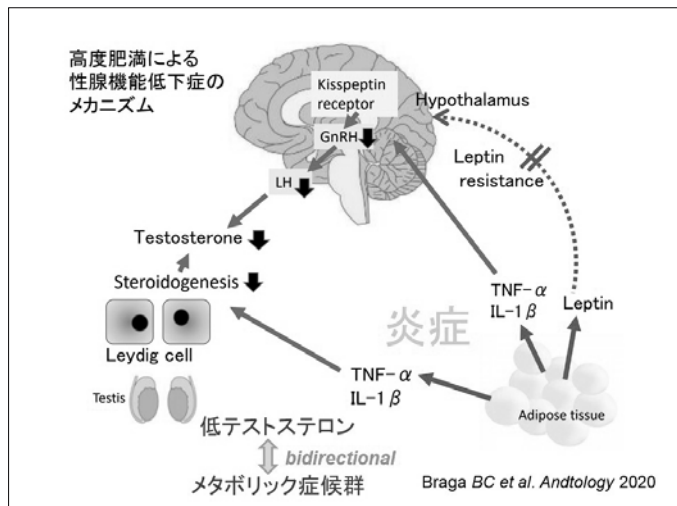 高度肥満による
性腺機能低下症の
メカニズム
Kisspeptin
receptor
Hypothalamus
GnRH
Leptin
resistance
LH
Testosterone
Steroidogenesis
TNF-α
IL-1β
Leptin
炎症
Leydig cell
TNF-α
IL-1β
Adipose tissue
Testis
低テストステロン
bidirectional
メタボリック症候群
Braga BC et al. Andtology 2020